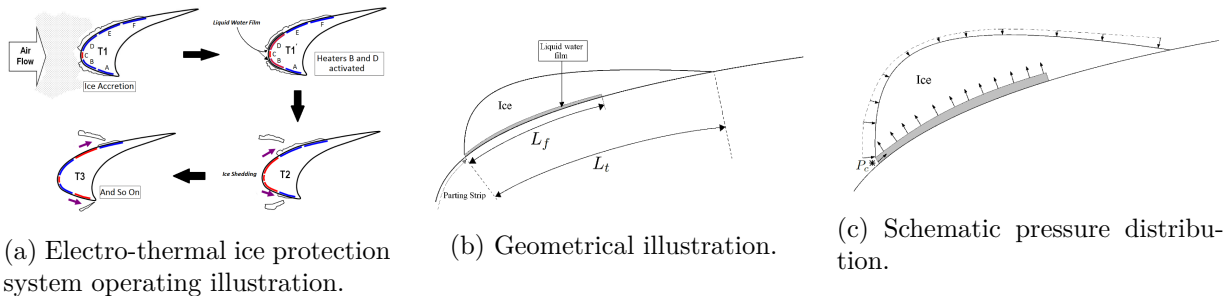 Air
Flow
D
C
B
E
F
T1
A
Ice Accretion
Liquid Water Film
D
C
B
E
F
T1'
A
Heaters B and D
activated
T3
And So On
Ice Shedding
T2
Liquid water
film
Ice
L_f
L_t
Parting Strip
Ice
P_c
(a) Electro-thermal ice protection
system operating illustration.
(b) Geometrical illustration.
(c) Schematic pressure distribu-
tion.